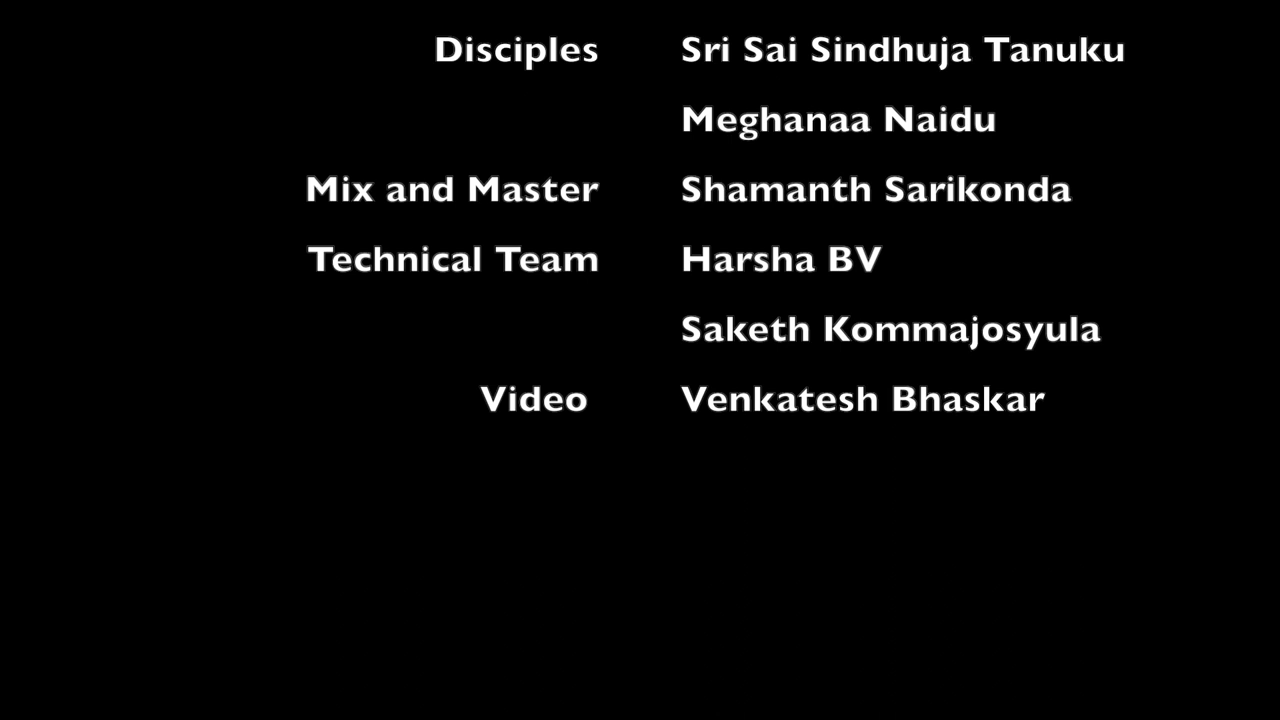 Disciples Sri Sai Sindhuja Tanuku
Meghanaa Naidu
Mix and Master Shamanth Sarikonda
Technical Team Harsha BV
Saketh Kommajosyula
Video Venkatesh Bhaskar